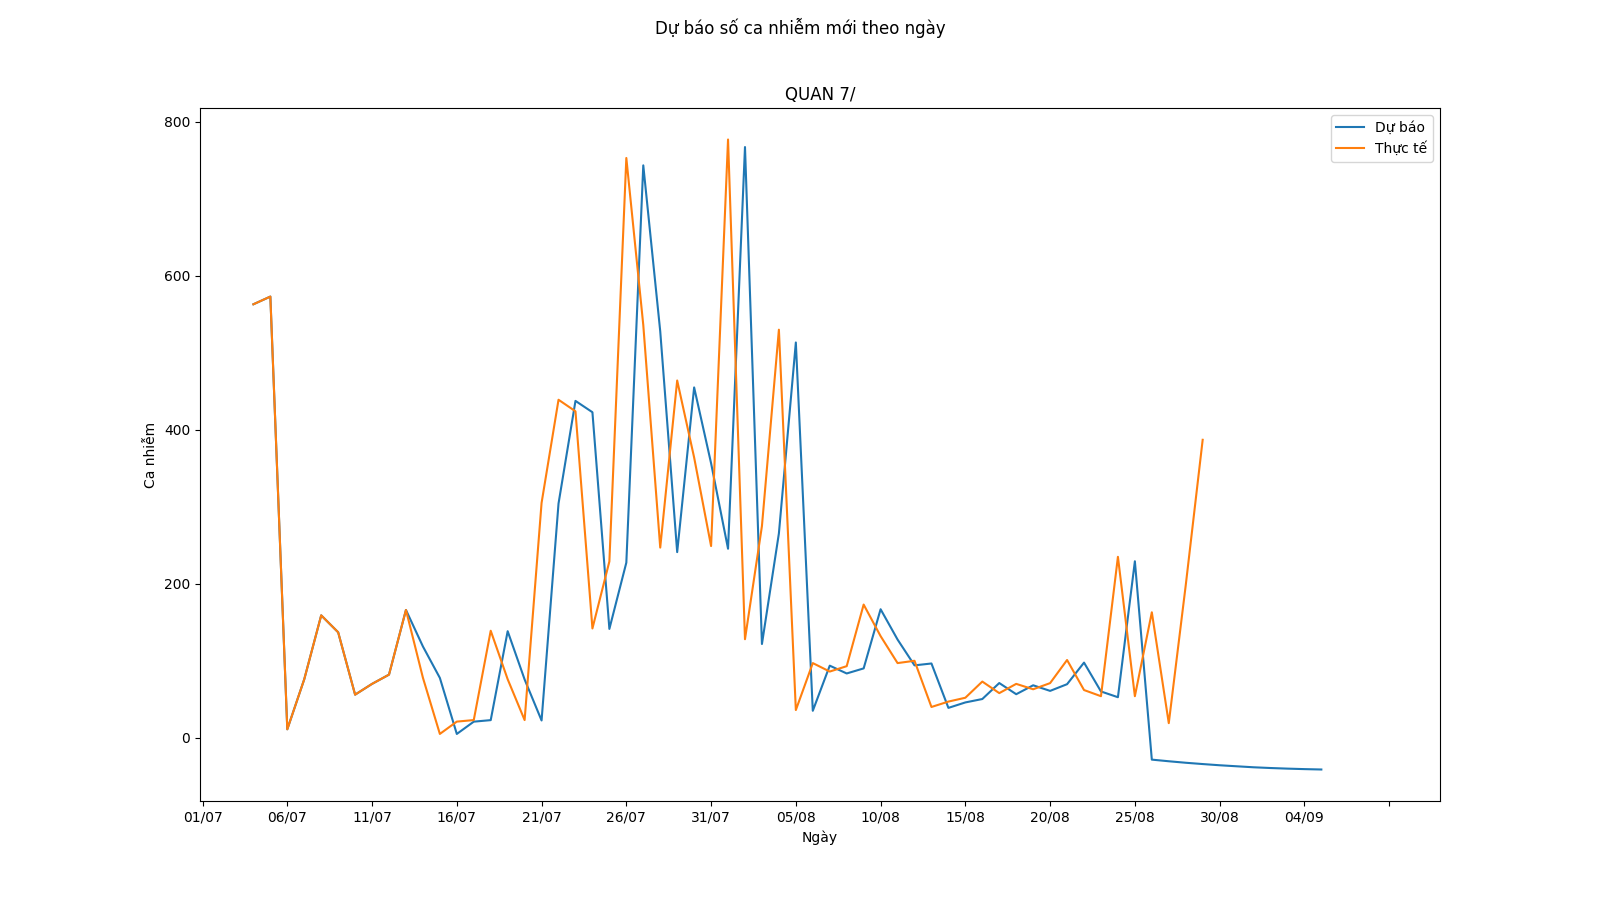 Dự báo số ca nhiễm mới theo ngày
QUAN 7/
Dự báo
Thực tế
800
600
400
200
0
Ca nhiễm
01/07 06/07 11/07 16/07 21/07 26/07 31/07 05/08 10/08 15/08 20/08 25/08 30/08 04/09
Ngày